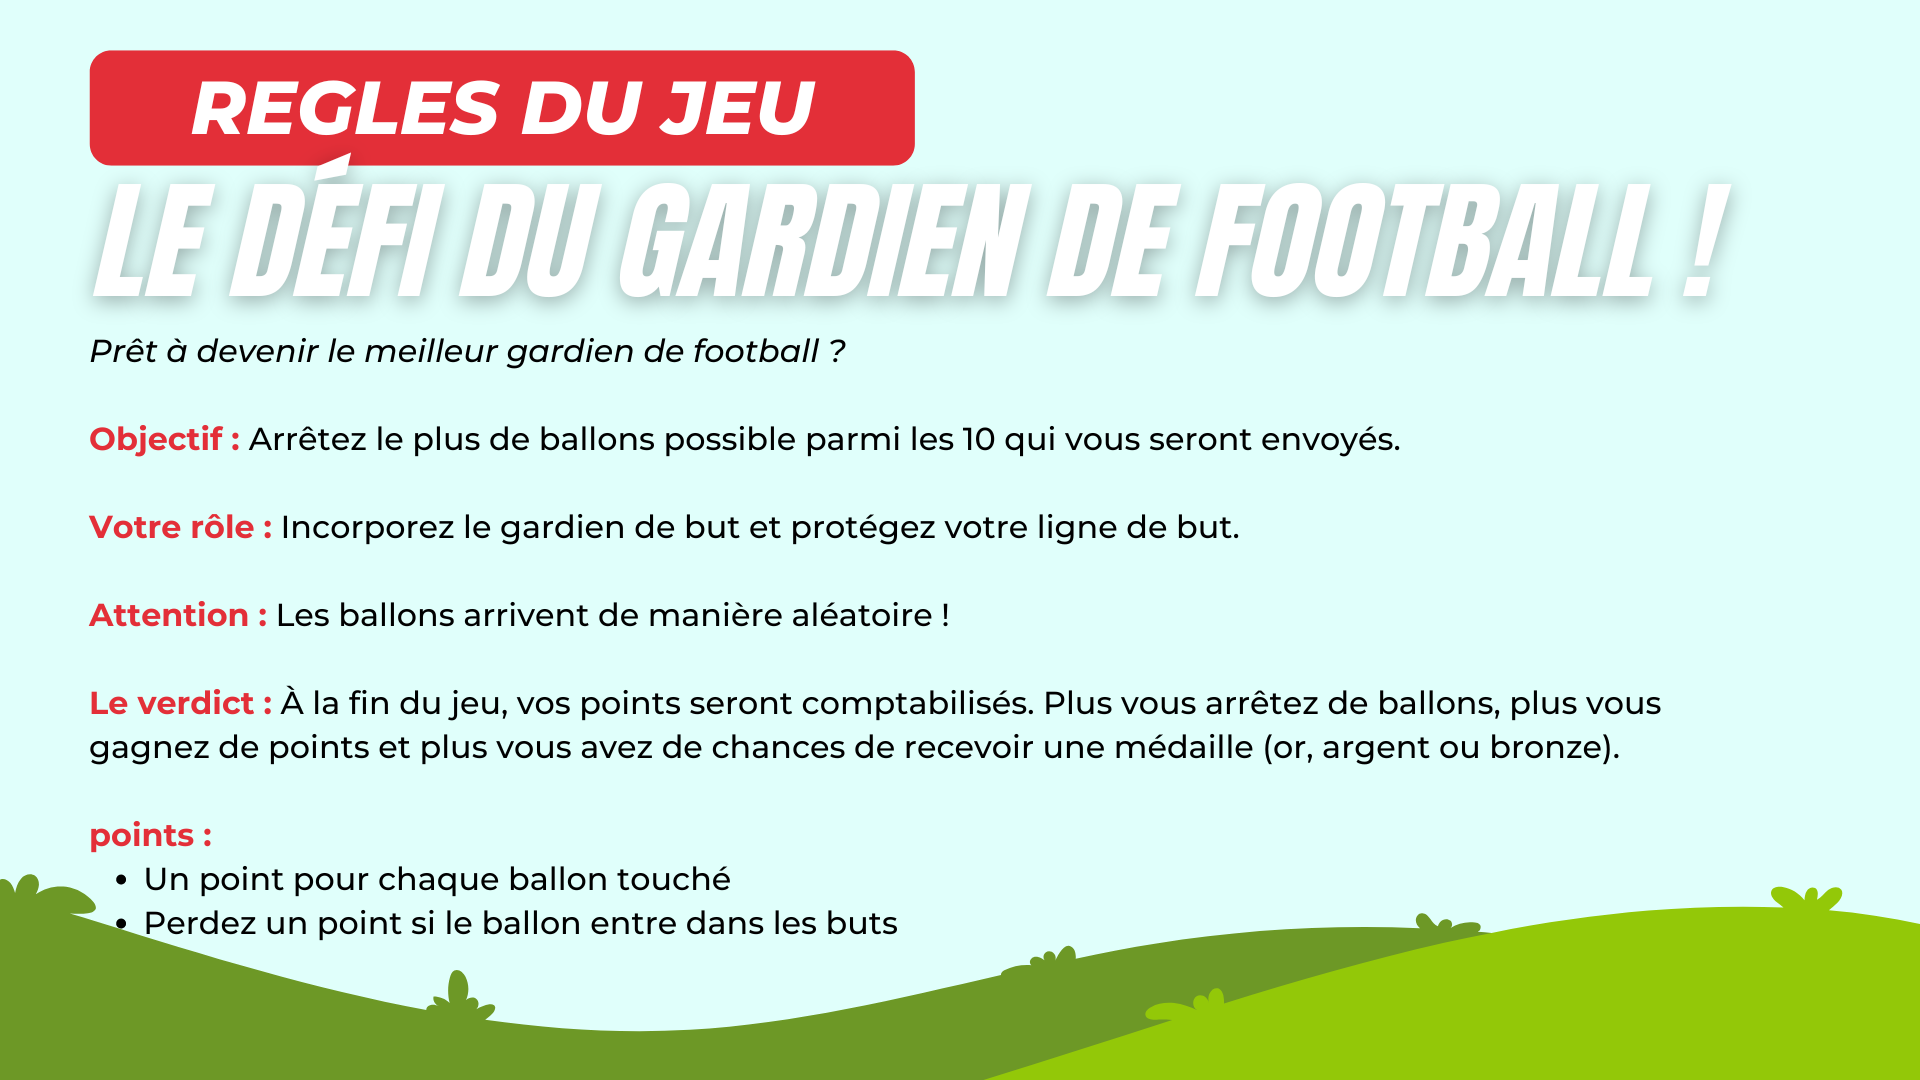 REGLES DU JEU
LE DÉFI DU GARDIEN DE FOOTBALL !
Prêt à devenir le meilleur gardien de football ?
Objectif : Arrêtez le plus de ballons possible parmi les 10 qui vous seront envoyés.
Votre rôle : Incorporez le gardien de but et protégez votre ligne de but.
Attention : Les ballons arrivent de manière aléatoire !
Le verdict : À la fin du jeu, vos points seront comptabilisés. Plus vous arrêtez de ballons, plus vous
gagnez de points et plus vous avez de chances de recevoir une médaille (or, argent ou bronze).
points :
• Un point pour chaque ballon touché
• Perdez un point si le ballon entre dans les buts